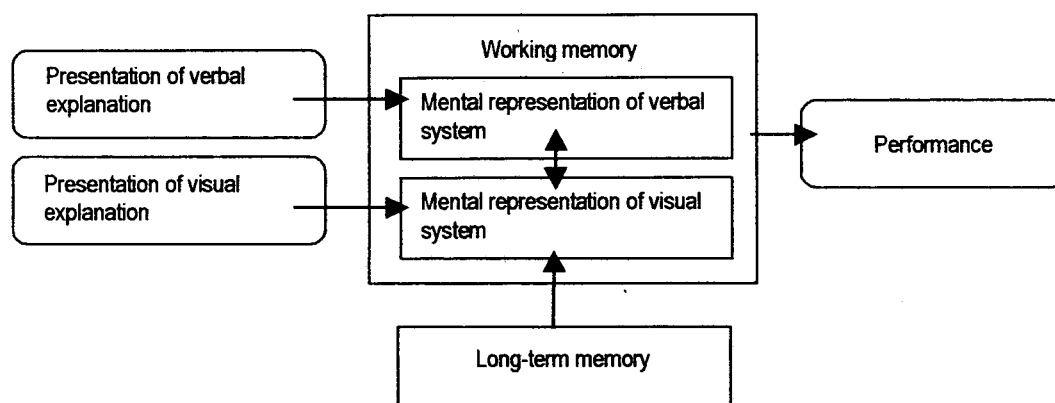 Working memory
Presentation of verbal
explanation
Mental representation of verbal
system
Performance
Presentation of visual
explanation
Mental representation of visual
system
Long-term memory